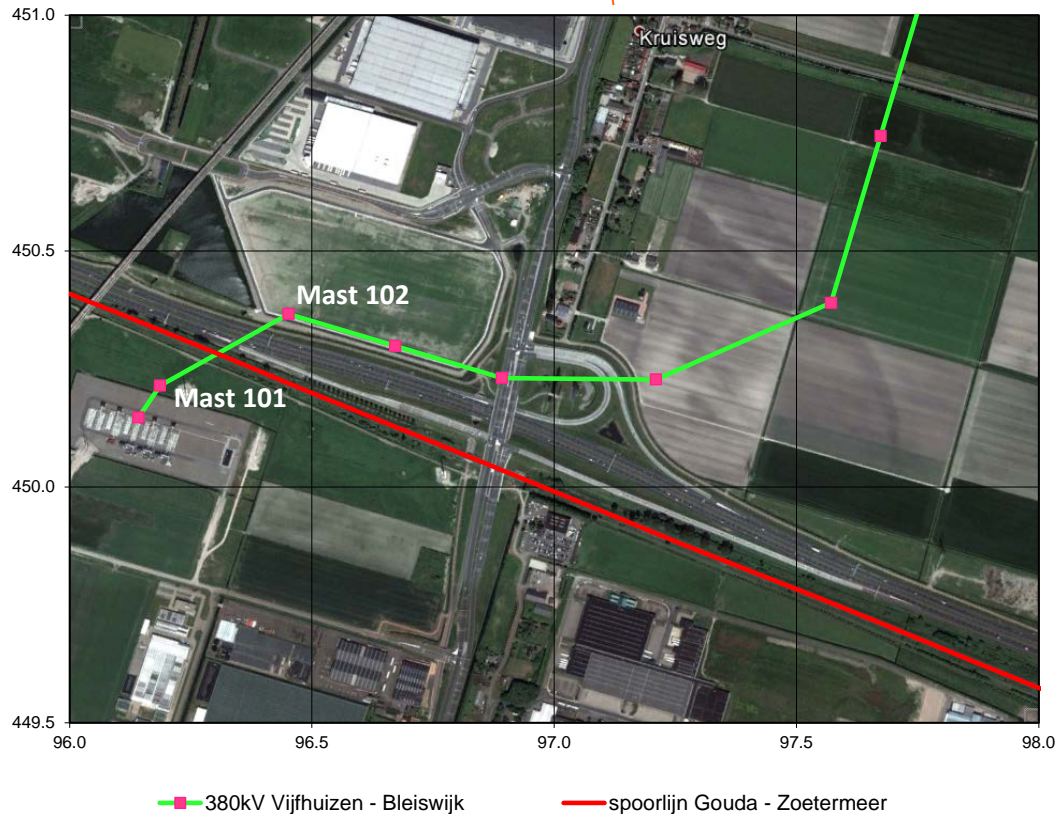 451.0
Kruisweg
450.5
Mast 102
Mast 101
450.0
449.5
96.0 96.5 97.0 97.5 98.0
380kV Vijfhuizen - Bleiswijk spoorlijn Gouda - Zoetermeer